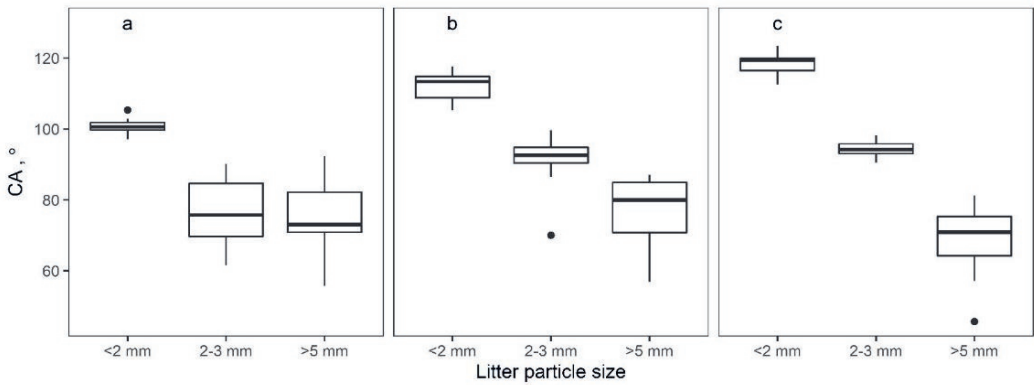 a b c
120
100
80
60
CA, °
<2 mm 2-3 mm >5 mm <2 mm 2-3 mm >5 mm <2 mm 2-3 mm >5 mm
Litter particle size